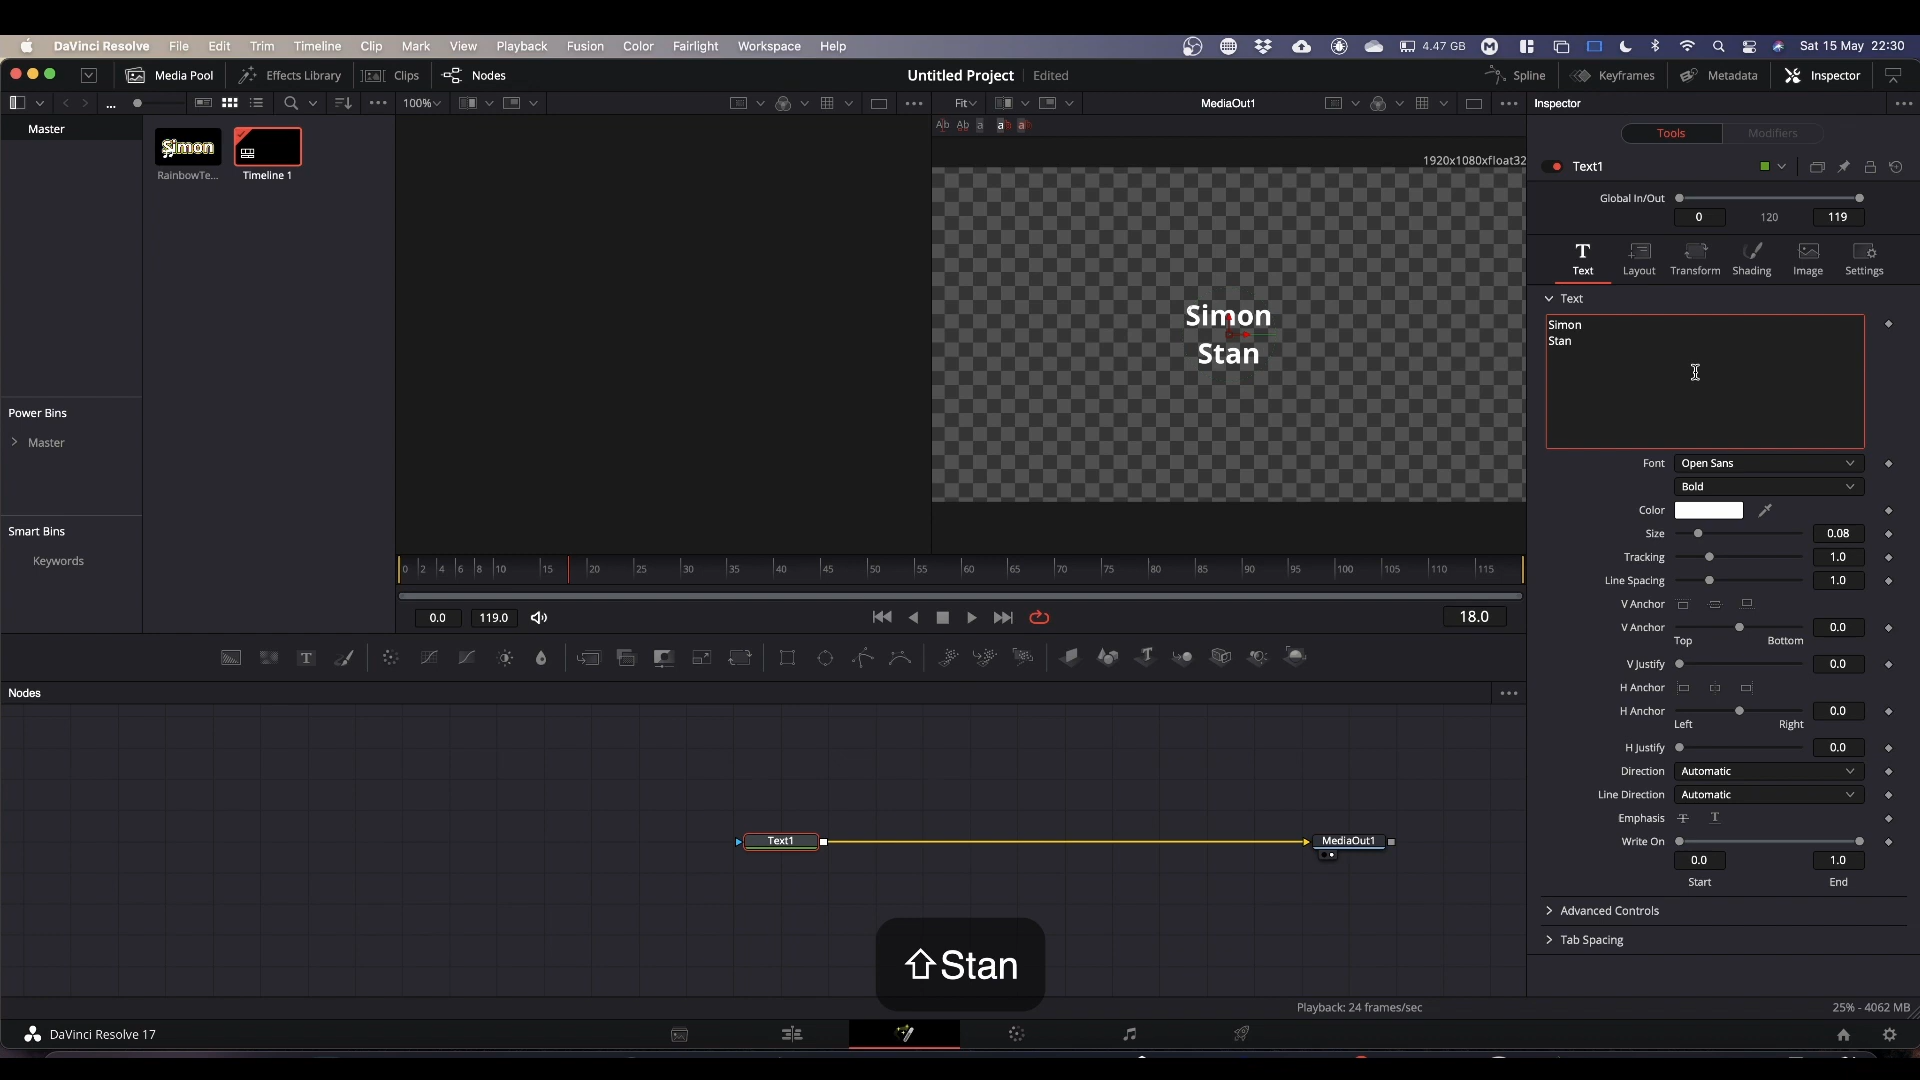 DaVinci Resolve File Edit Trim Timeline Clip Mark View Playback Fusion Color Fairlight Workspace Help 4.47 GB Sat 15 May 22:30
Media Pool Effects Library Clips Nodes Untitled Project Edited Spline Keyframes Metadata Inspector
... 100% Fit MediaOut1 Inspector
Master
Tools Modifiers
Simon
RainbowTe... Timeline 1
1920x1080xfloat32
Text1
Global In/Out
0 120 119
Text Layout Transform Shading Image Settings
Text
Simon
Stan
Simon
Stan
Power Bins
Master
Smart Bins
Keywords
Font Open Sans
Bold
Color
Size 0.08
Tracking 1.0
Line Spacing 1.0
V Anchor
V Anchor 0.0
Top Bottom
V Justify 0.0
H Anchor
H Anchor 0.0
Left Right
H Justify 0.0
Direction Automatic
Line Direction Automatic
Emphasis
Write On
0.0 1.0
Start End
Advanced Controls
Tab Spacing
0 2 4 6 8 10 15 20 25 30 35 40 45 50 55 60 65 70 75 80 85 90 95 100 105 110 115
0.0 119.0 18.0
Nodes
Text1 MediaOut1
⇧Stan
Playback: 24 frames/sec 25% - 4062 MB
DaVinci Resolve 17